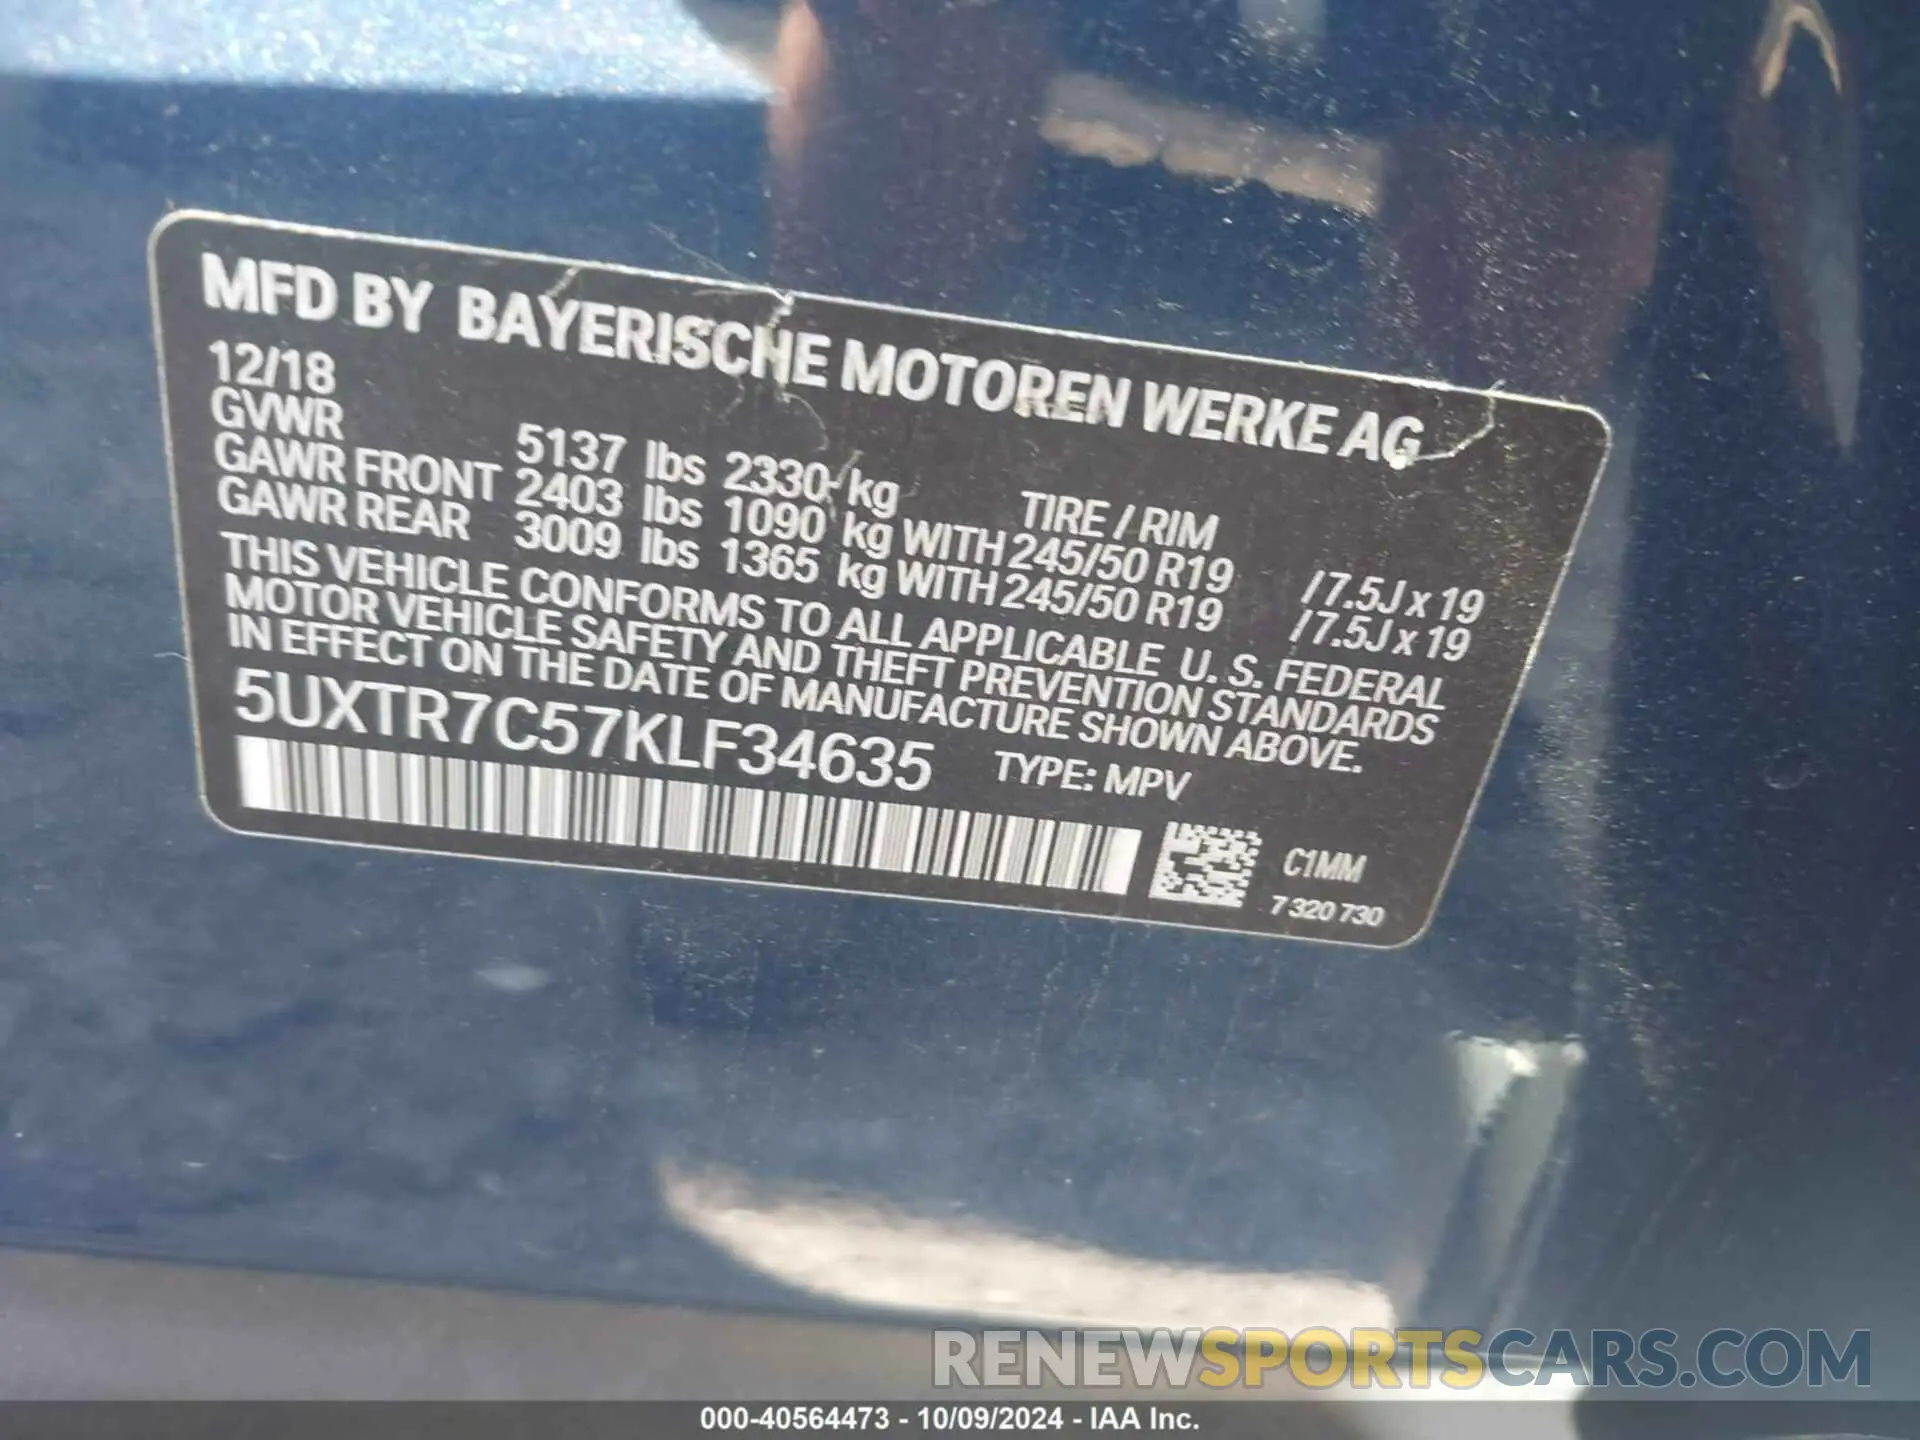 MFD BY BAYERISCHE MOTOREN WERKE AG
12/18
GVWR 5137 lbs 2330 kg TIRE / RIM
GAWR FRONT 2403 lbs 1090 kg WITH 245/50 R19 / 7.5J x 19
GAWR REAR 3009 lbs 1365 kg WITH 245/50 R19 / 7.5J x 19
THIS VEHICLE CONFORMS TO ALL APPLICABLE U. S. FEDERAL
MOTOR VEHICLE SAFETY AND THEFT PREVENTION STANDARDS
IN EFFECT ON THE DATE OF MANUFACTURE SHOWN ABOVE.
5UXTR7C57KLF34635 TYPE: MPV
C1MM
7 320 730
RENEWSPORTSCARS.COM
000-40564473 - 10/09/2024 - IAA Inc.